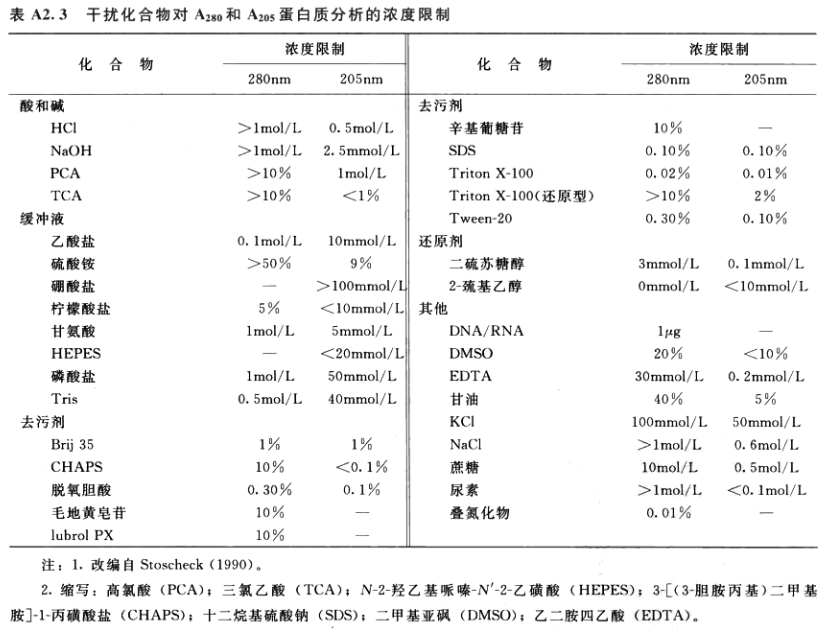 表 A2.3 干扰化合物对 A280 和 A205 蛋白质分析的浓度限制
化 合 物 浓度限制 化 合 物 浓度限制
280nm 205nm 280nm 205nm
酸和碱 去污剂
HCl >1mol/L 0.5mol/L 辛基葡糖苷 10% —
NaOH >1mol/L 2.5mmol/L SDS 0.10% 0.10%
PCA >10% 1mol/L Triton X-100 0.02% 0.01%
TCA >10% <1% Triton X-100(还原型) >10% 2%
缓冲液 Tween-20 0.30% 0.10%
乙酸盐 0.1mol/L 10mmol/L 还原剂
硫酸铵 >50% 9% 二硫苏糖醇 3mmol/L 0.1mmol/L
硼酸盐 — >100mmol/L 2-巯基乙醇 0mmol/L <10mmol/L
柠檬酸盐 5% <10mmol/L 其他
甘氨酸 1mol/L 5mmol/L DNA/RNA 1μg —
HEPES — <20mmol/L DMSO 20% <10%
磷酸盐 1mol/L 50mmol/L EDTA 30mmol/L 0.2mmol/L
Tris 0.5mol/L 40mmol/L 甘油 40% 5%
去污剂 KCl 100mmol/L 50mmol/L
Brij 35 1% 1% NaCl >1mol/L 0.6mol/L
CHAPS 10% <0.1% 蔗糖 10mol/L 0.5mol/L
脱氧胆酸 0.30% 0.1% 尿素 >1mol/L <0.1mol/L
毛地黄皂苷 10% — 叠氮化物 0.01% —
lubrol PX 10% —
注：1. 改编自 Stoscheck (1990)。
2. 缩写：高氯酸（PCA）；三氯乙酸（TCA）；N-2-羟乙基哌嗪-N′-2-乙磺酸（HEPES）；3-[(3-胆胺丙基)二甲基
胺]-1-丙磺酸盐（CHAPS）；十二烷基硫酸钠（SDS）；二甲基亚砜（DMSO）；乙二胺四乙酸（EDTA）。